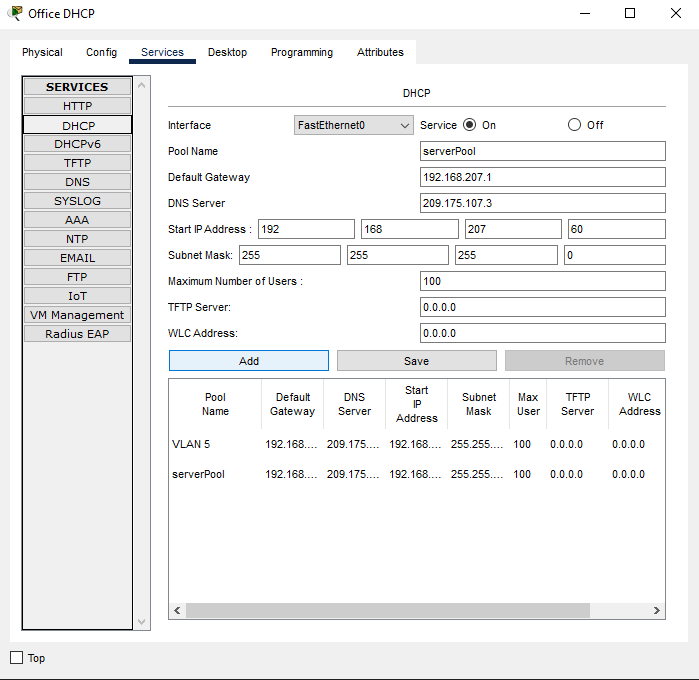 Office DHCP
Physical Config Services Desktop Programming Attributes
SERVICES
HTTP
DHCP
DHCPv6
TFTP
DNS
SYSLOG
AAA
NTP
EMAIL
FTP
IoT
VM Management
Radius EAP
DHCP
Interface FastEthernet0 Service On Off
Pool Name serverPool
Default Gateway 192.168.207.1
DNS Server 209.175.107.3
Start IP Address : 192 168 207 60
Subnet Mask: 255 255 255 0
Maximum Number of Users : 100
TFTP Server: 0.0.0.0
WLC Address: 0.0.0.0
Add Save Remove
Pool Name Default Gateway DNS Server Start IP Address Subnet Mask Max User TFTP Server WLC Address
VLAN 5 192.168.... 209.175.... 192.168.... 255.255.... 100 0.0.0.0 0.0.0.0
serverPool 192.168.... 209.175.... 192.168.... 255.255.... 100 0.0.0.0 0.0.0.0
Top